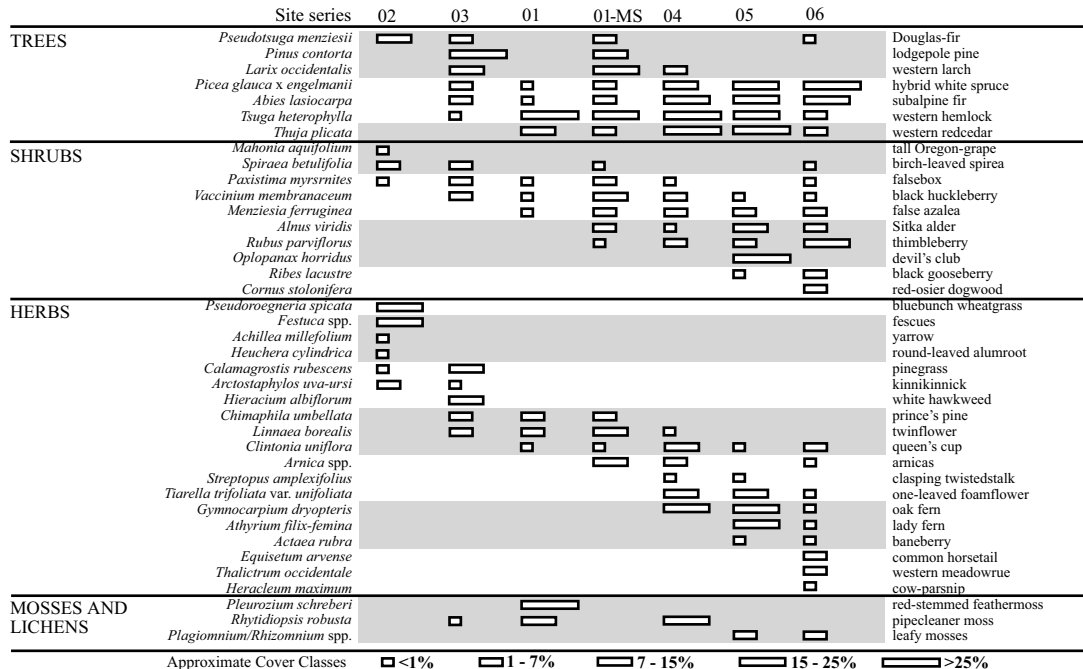 Site series 02 03 01 01-MS 04 05 06
TREES Pseudotsuga menziesii Douglas-fir
Pinus contorta lodgepole pine
Larix occidentalis western larch
Picea glauca x engelmanii hybrid white spruce
Abies lasiocarpa subalpine fir
Tsuga heterophylla western hemlock
Thuja plicata western redcedar
Mahonia aquifolium tall Oregon-grape
SHRUBS Spiraea betulifolia birch-leaved spirea
Paxistima myrsrnites falsebox
Vaccinium membranaceum black huckleberry
Menziesia ferruginea false azalea
Alnus viridis Sitka alder
Rubus parviflorus thimbleberry
Oplopanax horridus devil's club
Ribes lacustre black gooseberry
Cornus stolonifera red-osier dogwood
HERBS Pseudoroegneria spicata bluebunch wheatgrass
Festuca spp. fescues
Achillea millefolium yarrow
Heuchera cylindrica round-leaved alumroot
Calamagrostis rubescens pinegrass
Arctostaphylos uva-ursi kinnikinnick
Hieracium albiflorum white hawkweed
Chimaphila umbellata prince's pine
Linnaea borealis twinflower
Clintonia uniflora queen's cup
Arnica spp. arnicas
Streptopus amplexifolius clasping twistedstalk
Tiarella trifoliata var. unifoliata one-leaved foamflower
Gymnocarpium dryopteris oak fern
Athyrium filix-femina lady fern
Actaea rubra baneberry
Equisetum arvense common horsetail
Thalictrum occidentale western meadowrue
Heracleum maximum cow-parsnip
MOSSES AND LICHENS Pleurozium schreberi red-stemmed feathermoss
Rhytidiopsis robusta pipecleaner moss
Plagiomnium/Rhizomnium spp. leafy mosses
Approximate Cover Classes <1% 1 - 7% 7 - 15% 15 - 25% >25%